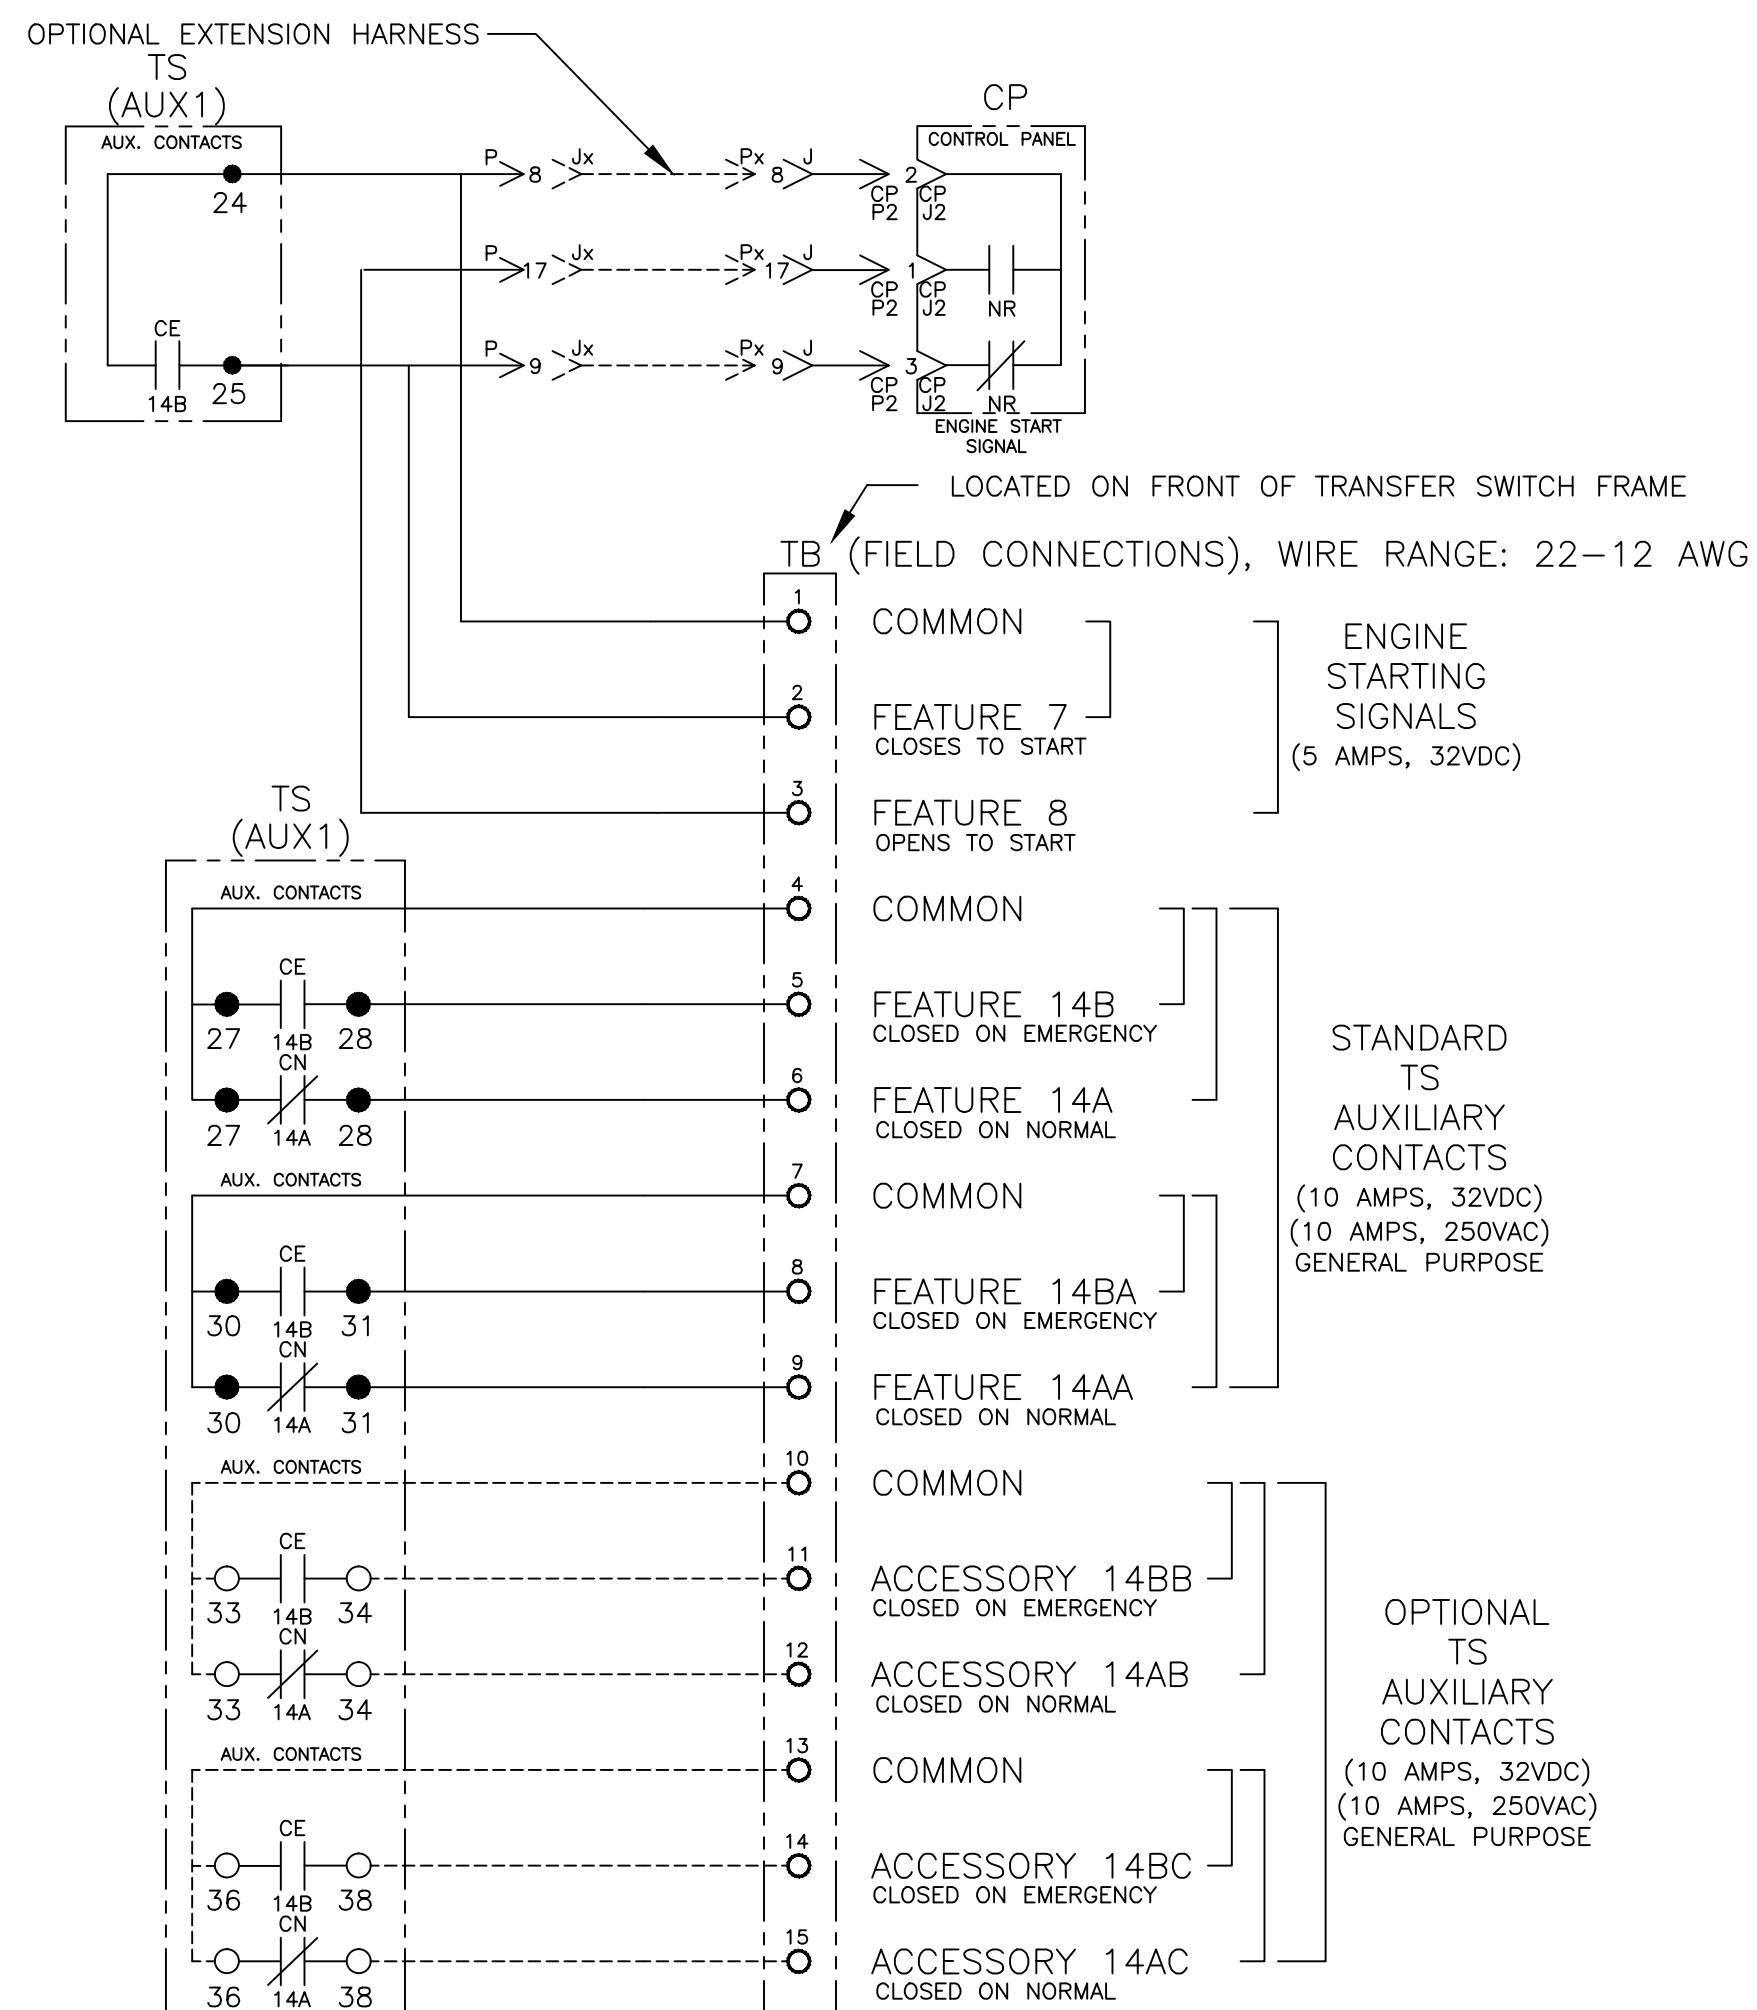 OPTIONAL EXTENSION HARNESS
TS
(AUX1)
AUX. CONTACTS
24
CE
14B
25
P
8
Jx
Px
8
J
CP
P2
2
CP
J2
P
17
Jx
Px
17
J
CP
P2
1
CP
J2
NR
P
9
Jx
Px
9
J
CP
P2
3
CP
J2
NR
CP
CONTROL PANEL
ENGINE START
SIGNAL
LOCATED ON FRONT OF TRANSFER SWITCH FRAME
TB (FIELD CONNECTIONS), WIRE RANGE: 22-12 AWG
1
COMMON
2
FEATURE 7
CLOSES TO START
3
FEATURE 8
OPENS TO START
ENGINE
STARTING
SIGNALS
(5 AMPS, 32VDC)
TS
(AUX1)
AUX. CONTACTS
4
COMMON
CE
27
14B
28
5
FEATURE 14B
CLOSED ON EMERGENCY
CN
27
14A
28
6
FEATURE 14A
CLOSED ON NORMAL
AUX. CONTACTS
7
COMMON
CE
30
14B
31
8
FEATURE 14BA
CLOSED ON EMERGENCY
CN
30
14A
31
9
FEATURE 14AA
CLOSED ON NORMAL
STANDARD
TS
AUXILIARY
CONTACTS
(10 AMPS, 32VDC)
(10 AMPS, 250VAC)
GENERAL PURPOSE
AUX. CONTACTS
10
COMMON
CE
33
14B
34
11
ACCESSORY 14BB
CLOSED ON EMERGENCY
CN
33
14A
34
12
ACCESSORY 14AB
CLOSED ON NORMAL
AUX. CONTACTS
13
COMMON
CE
36
14B
38
14
ACCESSORY 14BC
CLOSED ON EMERGENCY
CN
36
14A
38
15
ACCESSORY 14AC
CLOSED ON NORMAL
OPTIONAL
TS
AUXILIARY
CONTACTS
(10 AMPS, 32VDC)
(10 AMPS, 250VAC)
GENERAL PURPOSE